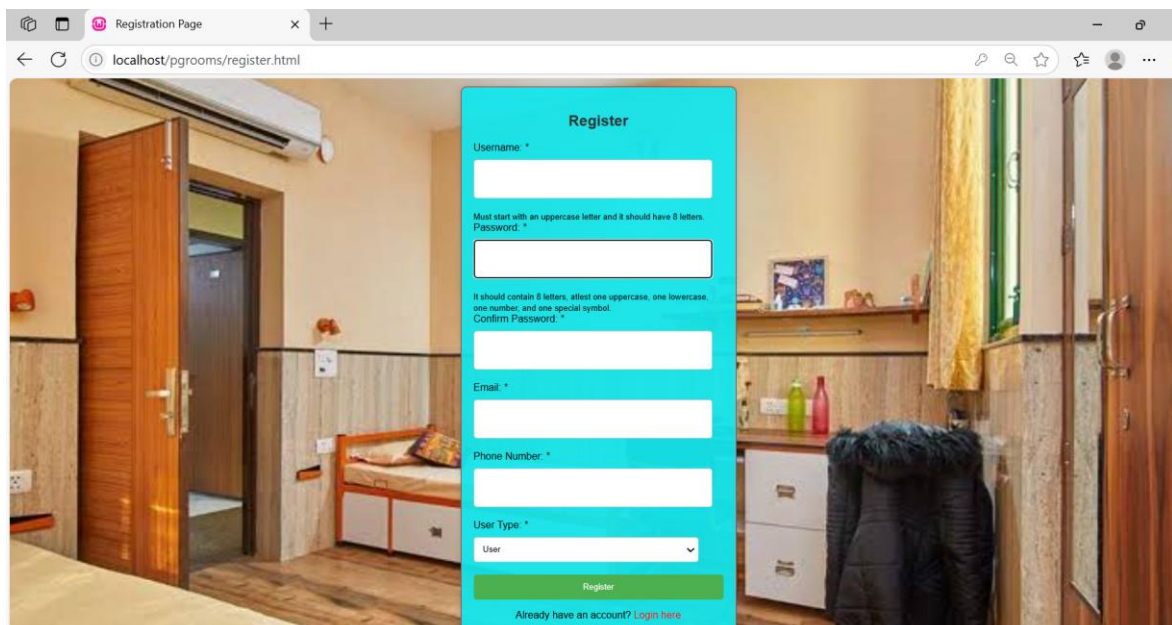 Registration Page
localhost/pgrooms/register.html
Register
Username: *
Must start with an uppercase letter and it should have 8 letters.
Password: *
It should contain 8 letters, atlest one uppercase, one lowercase,
one number, and one special symbol.
Confirm Password: *
Email: *
Phone Number: *
User Type: *
User
Register
Already have an account? Login here